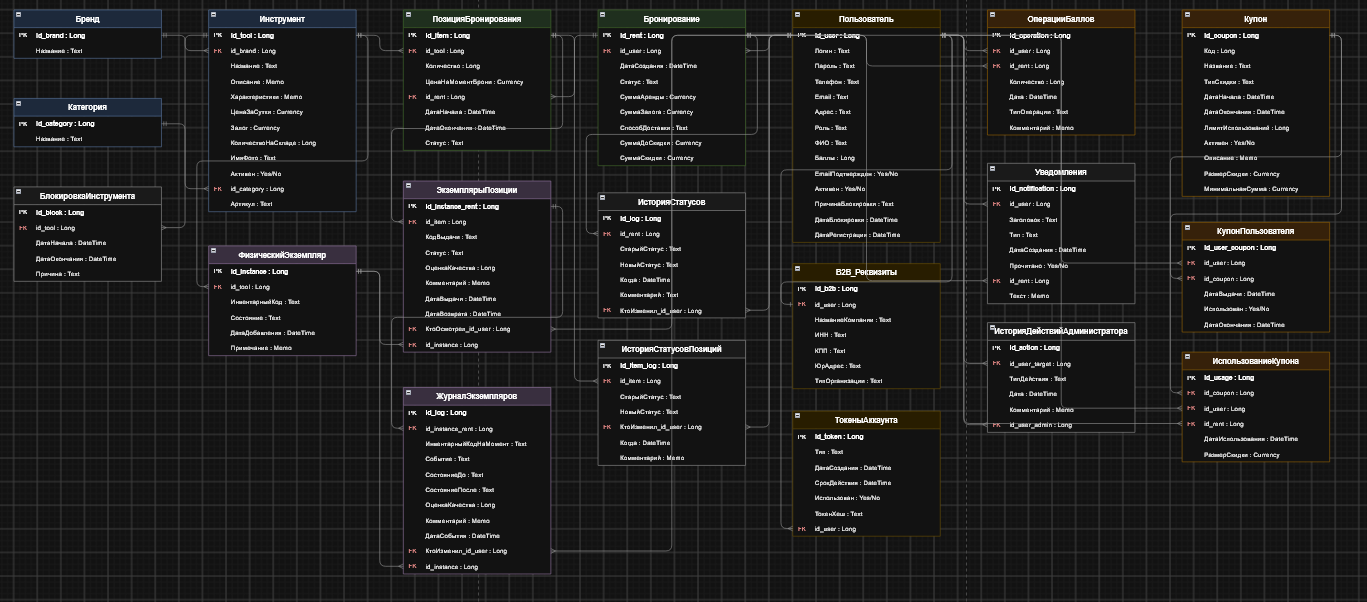 Бренд
PK id_brand : Long
Название : Text
Категория
PK id_category : Long
Название : Text
БлокировкаИнструмента
PK id_block : Long
FK id_tool : Long
ДатаНачала : DateTime
ДатаОкончания : DateTime
Причина : Text
Инструмент
PK id_tool : Long
FK id_brand : Long
Название : Text
Описание : Memo
Характеристики : Memo
ЦенаЗаСутки : Currency
Залог : Currency
КоличествоНаСкладе : Long
ИмяФото : Text
Активен : Yes/No
FK id_category : Long
Артикул : Text
ФизическийЭкземпляр
PK id_instance : Long
FK id_tool : Long
ИнвентарныйКод : Text
Состояние : Text
ДатаДобавления : DateTime
Примечание : Memo
ПозицияБронирования
PK id_item : Long
FK id_tool : Long
Количество : Long
ЦенаНаМоментБрони : Currency
FK id_rent : Long
ДатаНачала : DateTime
ДатаОкончания : DateTime
Статус : Text
ЭкземплярыПозиции
PK id_instance_rent : Long
FK id_item : Long
КодВыдачи : Text
Статус : Text
ОценкаКачества : Long
Комментарий : Memo
ДатаВыдачи : DateTime
ДатаВозврата : DateTime
FK КтоОсмотрел_id_user : Long
FK id_instance : Long
ЖурналЭкземпляров
PK id_log : Long
FK id_instance_rent : Long
ИнвентарныйКодНаМомент : Text
Событие : Text
СостояниеДо : Text
СостояниеПосле : Text
ОценкаКачества : Long
Комментарий : Memo
ДатаСобытия : DateTime
FK КтоИзменил_id_user : Long
FK id_instance : Long
Бронирование
PK id_rent : Long
FK id_user : Long
ДатаСоздания : DateTime
Статус : Text
СуммаАренды : Currency
СуммаЗалога : Currency
СпособДоставки : Text
СуммаДоСкидки : Currency
СуммаСкидки : Currency
ИсторияСтатусов
PK id_log : Long
FK id_rent : Long
СтарыйСтатус : Text
НовыйСтатус : Text
Когда : DateTime
Комментарий : Text
FK КтоИзменил_id_user : Long
ИсторияСтатусовПозиций
PK id_item_log : Long
FK id_item : Long
СтарыйСтатус : Text
НовыйСтатус : Text
FK КтоИзменил_id_user : Long
Когда : DateTime
Комментарий : Memo
Пользователь
PK id_user : Long
Логин : Text
Пароль : Text
Телефон : Text
Email : Text
Адрес : Text
Роль : Text
ФИО : Text
Баллы : Long
EmailПодтвержден : Yes/No
Активен : Yes/No
ПричинаБлокировки : Text
ДатаБлокировки : DateTime
ДатаРегистрации : DateTime
B2B_Реквизиты
PK id_b2b : Long
FK id_user : Long
НазваниеКомпании : Text
ИНН : Text
КПП : Text
ЮрАдрес : Text
ТипОрганизации : Text
ТокеныАккаунта
PK id_token : Long
Тип : Text
ДатаСоздания : DateTime
СрокДействия : DateTime
Использован : Yes/No
ТокенХеш : Text
FK id_user : Long
ОперацииБаллов
PK id_operation : Long
FK id_user : Long
FK id_rent : Long
Количество : Long
Дата : DateTime
ТипОперации : Text
Комментарий : Memo
Уведомления
PK id_notification : Long
FK id_user : Long
Заголовок : Text
Тип : Text
ДатаСоздания : DateTime
Прочитано : Yes/No
FK id_rent : Long
Текст : Memo
ИсторияДействийАдминистратора
PK id_action : Long
FK id_user_target : Long
ТипДействия : Text
Дата : DateTime
Комментарий : Memo
FK id_user_admin : Long
Купон
PK id_coupon : Long
Код : Long
Название : Text
ТипСкидки : Text
ДатаНачала : DateTime
ДатаОкончания : DateTime
ЛимитИспользований : Long
Активен : Yes/No
Описание : Memo
РазмерСкидки : Currency
МинимальнаяСумма : Currency
КупонПользователя
PK id_user_coupon : Long
FK id_user : Long
FK id_coupon : Long
ДатаВыдачи : DateTime
Использован : Yes/No
ДатаОкончания : DateTime
ИспользованиеКупона
PK id_usage : Long
FK id_coupon : Long
FK id_user : Long
FK id_rent : Long
ДатаИспользования : DateTime
РазмерСкидки : Currency